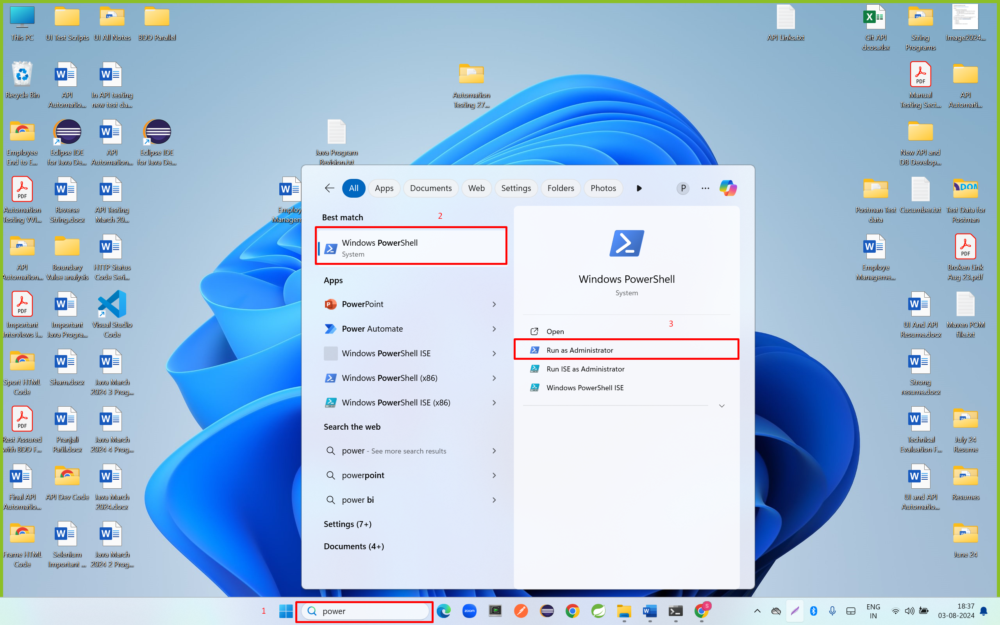 This PC
UI Test Scripts
UI All Notes
BDD Parallel
API Links.txt
Git API
dcos.xlsx
String
Programs
Image2024...
Recycle Bin
API
Automatio...
In API testing
new test da...
Automation
Testing 27...
PDF
Manual
Testing Sect...
API
Automati...
Employee
End to E...
Eclipse IDE
for Java De...
API
Automation...
Eclipse IDE
for Java De...
Java Program
Revision.txt
New API and
DB Develop...
PDF
Automation
Testing VVI...
Reverse
String.docx
API Testing
March 20...
Employ
Managem
Postman Test
data
Cucumber.txt
Test Data for
Postman
API
Automation...
Boundary
Value analysis
HTTP Status
Code Seri...
Employe
Manageme...
PDF
Broken Link
Aug 23.pdf
PDF
Important
Interviews J...
Important
Java Progra...
Visual Studio
Code
UI And API
Resume.docx
Maven POM
file.txt
Sport HTML
Code
Sham.docx
Java March
2024 3 Prog...
Strong
resume.docx
PDF
Rest Assured
with BDD F...
Pranjali
Patil.docx
Java March
2024 4 Prog...
Technical
Evaluation F...
July 24
Resume
Final API
Automatio...
API Dev Code
Java March
2024.docx
UI and API
Automatio...
Resumes
Frame HTML
Code
Selenium
Important ...
Java March
2024 2 Prog...
June 24
All
Apps
Documents
Web
Settings
Folders
Photos
P
Best match
2
Windows PowerShell
System
Apps
PowerPoint
Power Automate
Windows PowerShell ISE
Windows PowerShell (x86)
Windows PowerShell ISE (x86)
Search the web
power - See more search results
powerpoint
power bi
Settings (7+)
Documents (4+)
Windows PowerShell
System
3
Open
Run as Administrator
Run ISE as Administrator
Windows PowerShell ISE
1
power
zoom
S
ENG
IN
18:37
03-08-2024